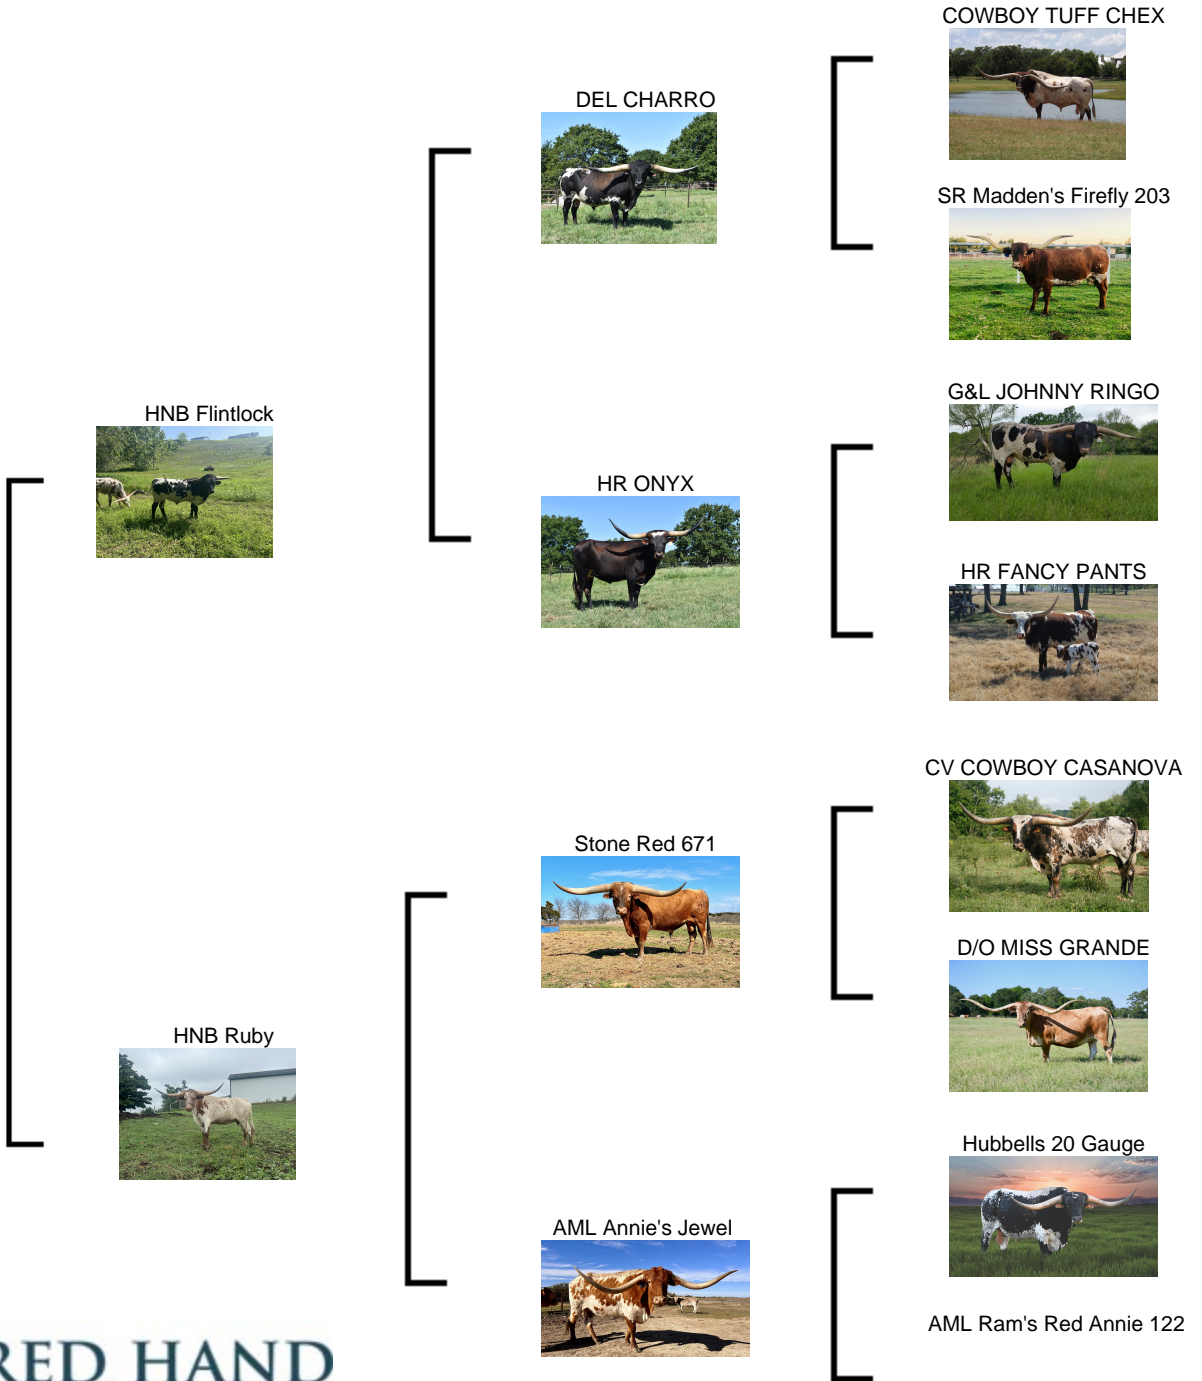 COWBOY TUFF CHEX
DEL CHARRO
SR Madden's Firefly 203
HNB Flintlock
G&L JOHNNY RINGO
HR ONYX
HR FANCY PANTS
CV COWBOY CASANOVA
Stone Red 671
D/O MISS GRANDE
HNB Ruby
Hubbells 20 Gauge
AML Annie's Jewel
AML Ram's Red Annie 122
RED HAND